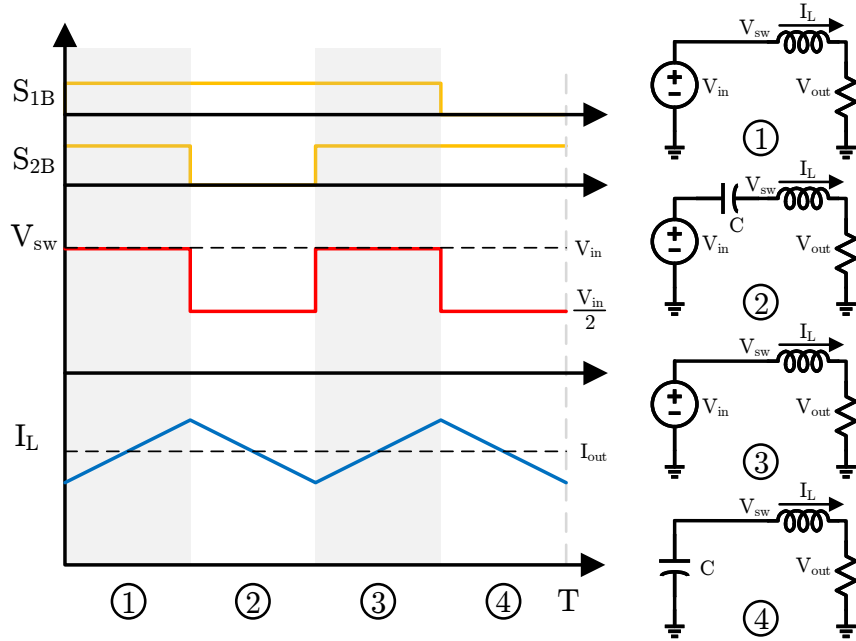 S1B
S2B
Vsw
Vin
Vin
2
IL
Iout
1 2 3 4 T
IL
Vsw
Vin
Vout
1
IL
Vsw
C
Vin
Vout
2
IL
Vsw
Vin
Vout
3
IL
Vsw
C
Vout
4